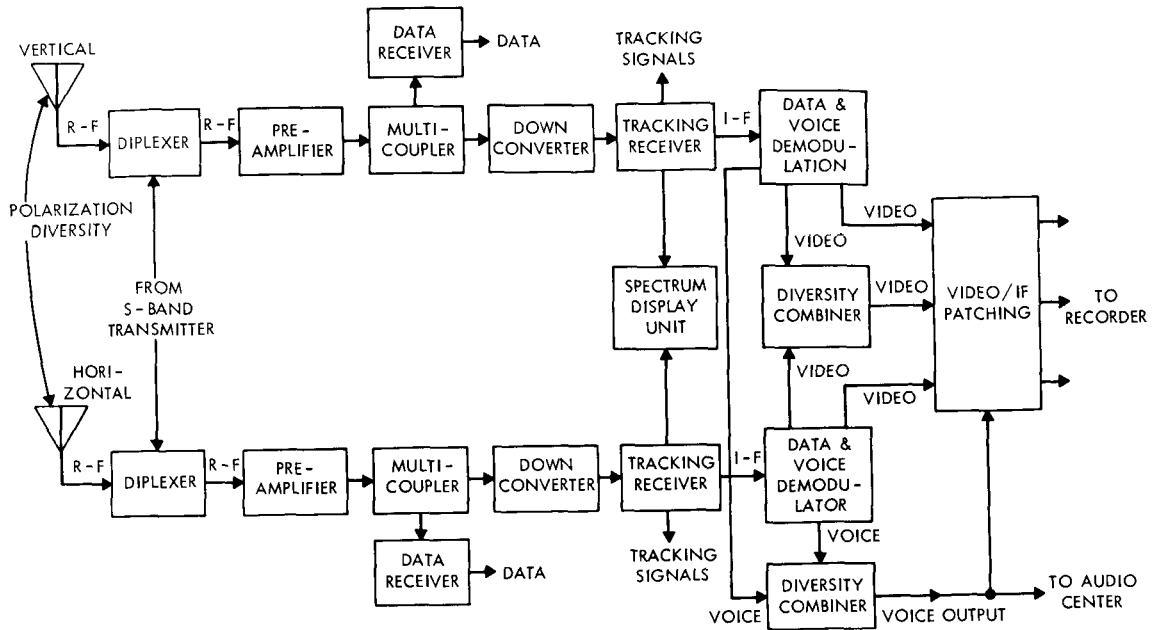 VERTICAL
DATA
RECEIVER
DATA
TRACKING
SIGNALS
R-F
DIPLEXER
R-F
PRE-
AMPLIFIER
MULTI-
COUPLER
DOWN
CONVERTER
TRACKING
RECEIVER
I-F
DATA &
VOICE
DEMODU-
LATION
POLARIZATION
DIVERSITY
FROM
S-BAND
TRANSMITTER
SPECTRUM
DISPLAY
UNIT
VIDEO
VIDEO
DIVERSITY
COMBINER
VIDEO
VIDEO/IF
PATCHING
TO
RECORDER
VIDEO
VIDEO
HORI-
ZONTAL
R-F
DIPLEXER
R-F
PRE-
AMPLIFIER
MULTI-
COUPLER
DOWN
CONVERTER
TRACKING
RECEIVER
I-F
DATA &
VOICE
DEMODU-
LATOR
DATA
RECEIVER
DATA
TRACKING
SIGNALS
VOICE
VOICE
DIVERSITY
COMBINER
VOICE OUTPUT
TO AUDIO
CENTER